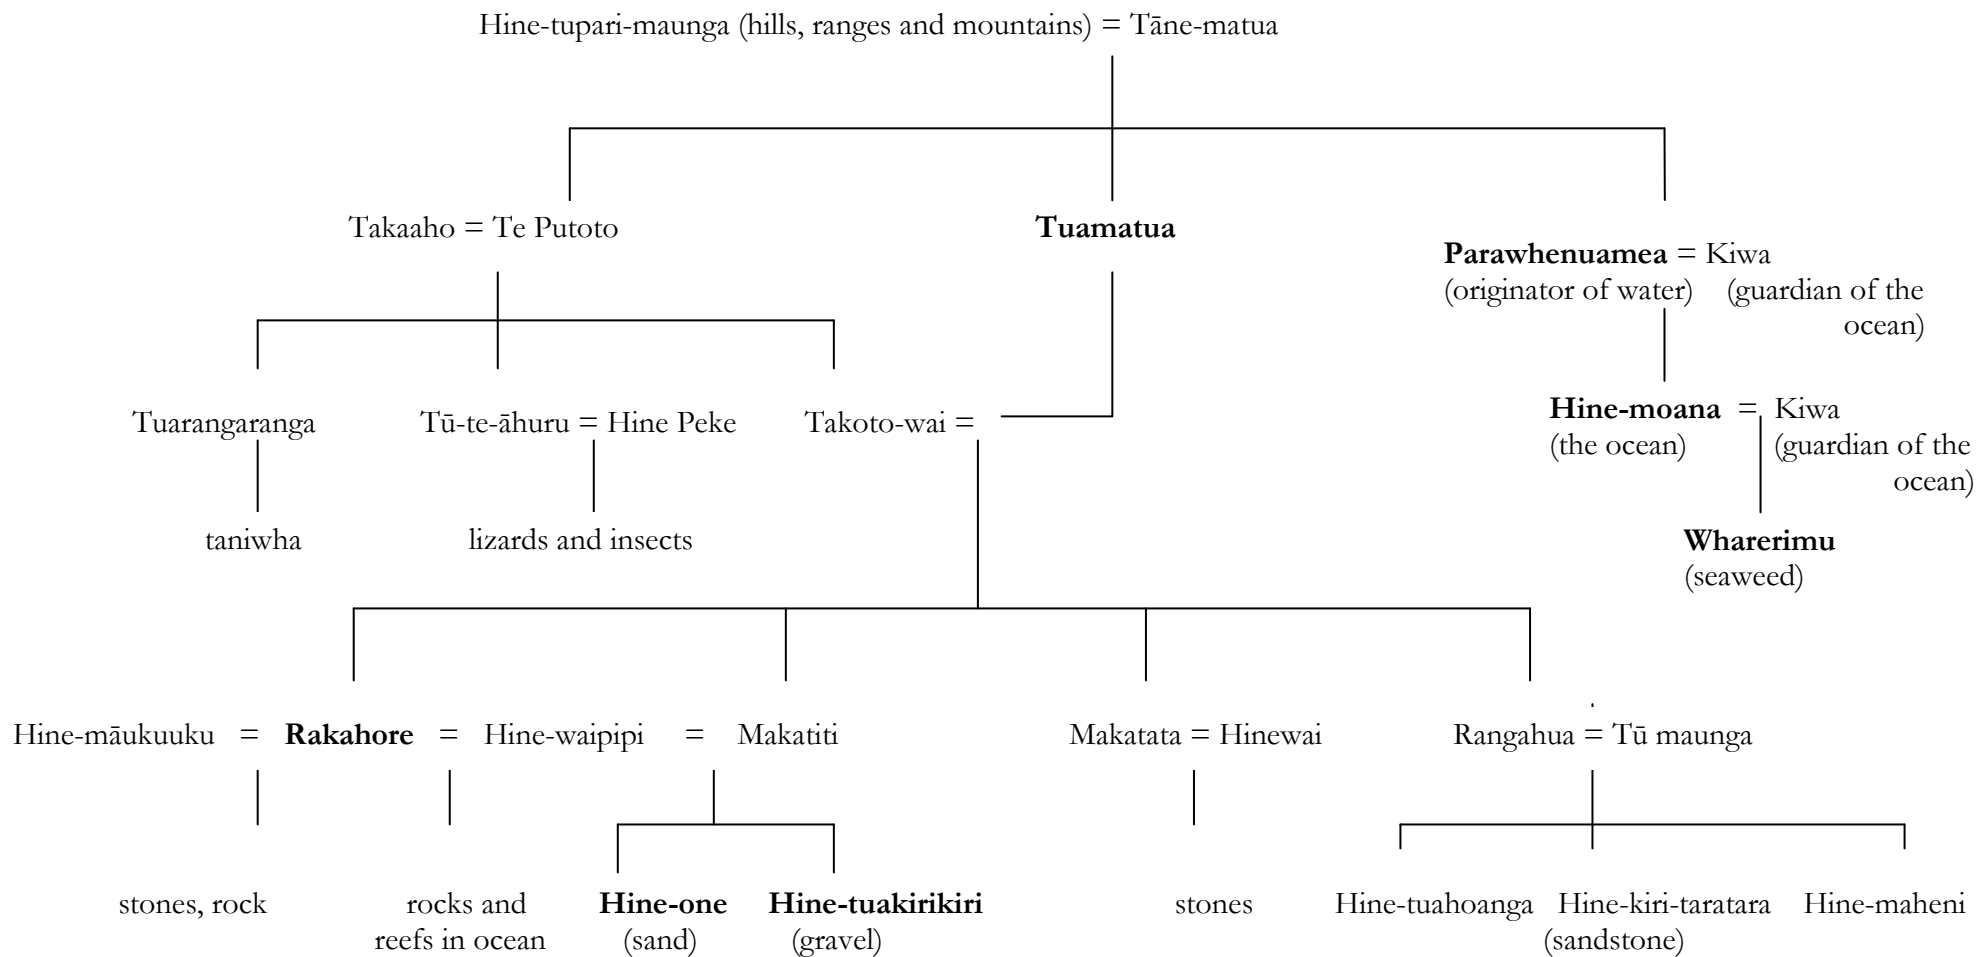 Hine-tupari-maunga (hills, ranges and mountains) = Tāne-matua
Takaaho = Te Putoto
Tuamatua
Parawhenuamea = Kiwa
(originator of water) (guardian of the
ocean)
Tuarangaranga
Tū-te-āhuru = Hine Peke
Takoto-wai =
Hine-moana = Kiwa
(the ocean) (guardian of the
ocean)
taniwha
lizards and insects
Wharerimu
(seaweed)
Hine-māukuuku = Rakahore = Hine-waipipi = Makatiti
Makatata = Hinewai
Rangahua = Tū maunga
stones, rock
rocks and
reefs in ocean
Hine-one
(sand)
Hine-tuakirikiri
(gravel)
stones
Hine-tuahoanga
Hine-kiri-taratara
(sandstone)
Hine-maheni